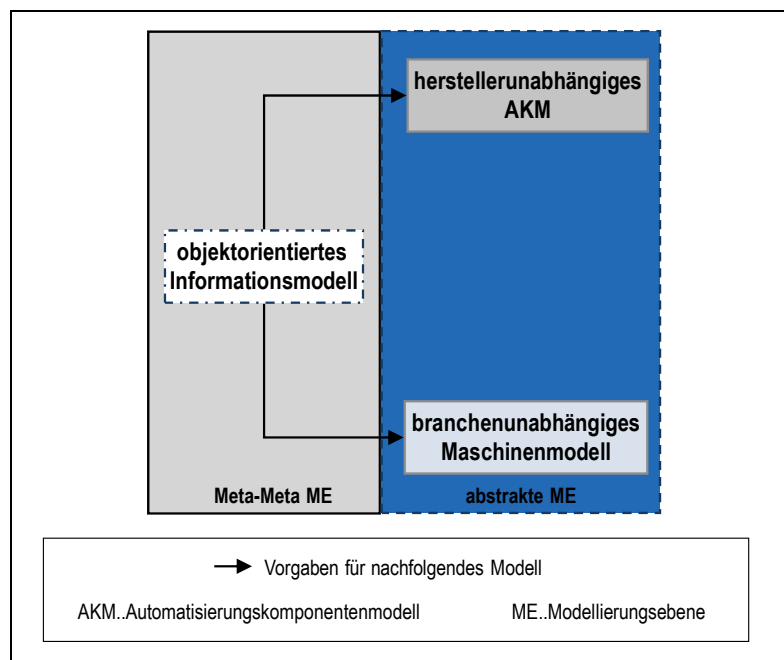 herstellerunabhängiges
AKM
objektorientiertes
Informationsmodell
branchenunabhängiges
Maschinenmodell
Meta-Meta ME
abstrakte ME
Vorgaben für nachfolgendes Modell
AKM..Automatisierungskomponentenmodell
ME..Modellierungsebene